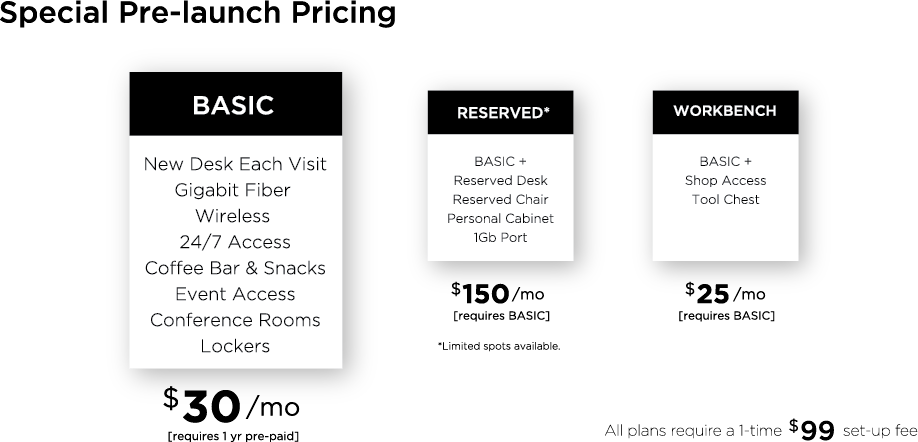 Special Pre-launch Pricing
BASIC
New Desk Each Visit
Gigabit Fiber
Wireless
24/7 Access
Coffee Bar & Snacks
Event Access
Conference Rooms
Lockers
$30/mo
[requires 1 yr pre-paid]
RESERVED*
BASIC +
Reserved Desk
Reserved Chair
Personal Cabinet
1Gb Port
$150/mo
[requires BASIC]
*Limited spots available.
WORKBENCH
BASIC +
Shop Access
Tool Chest
$25/mo
[requires BASIC]
All plans require a 1-time $99 set-up fee